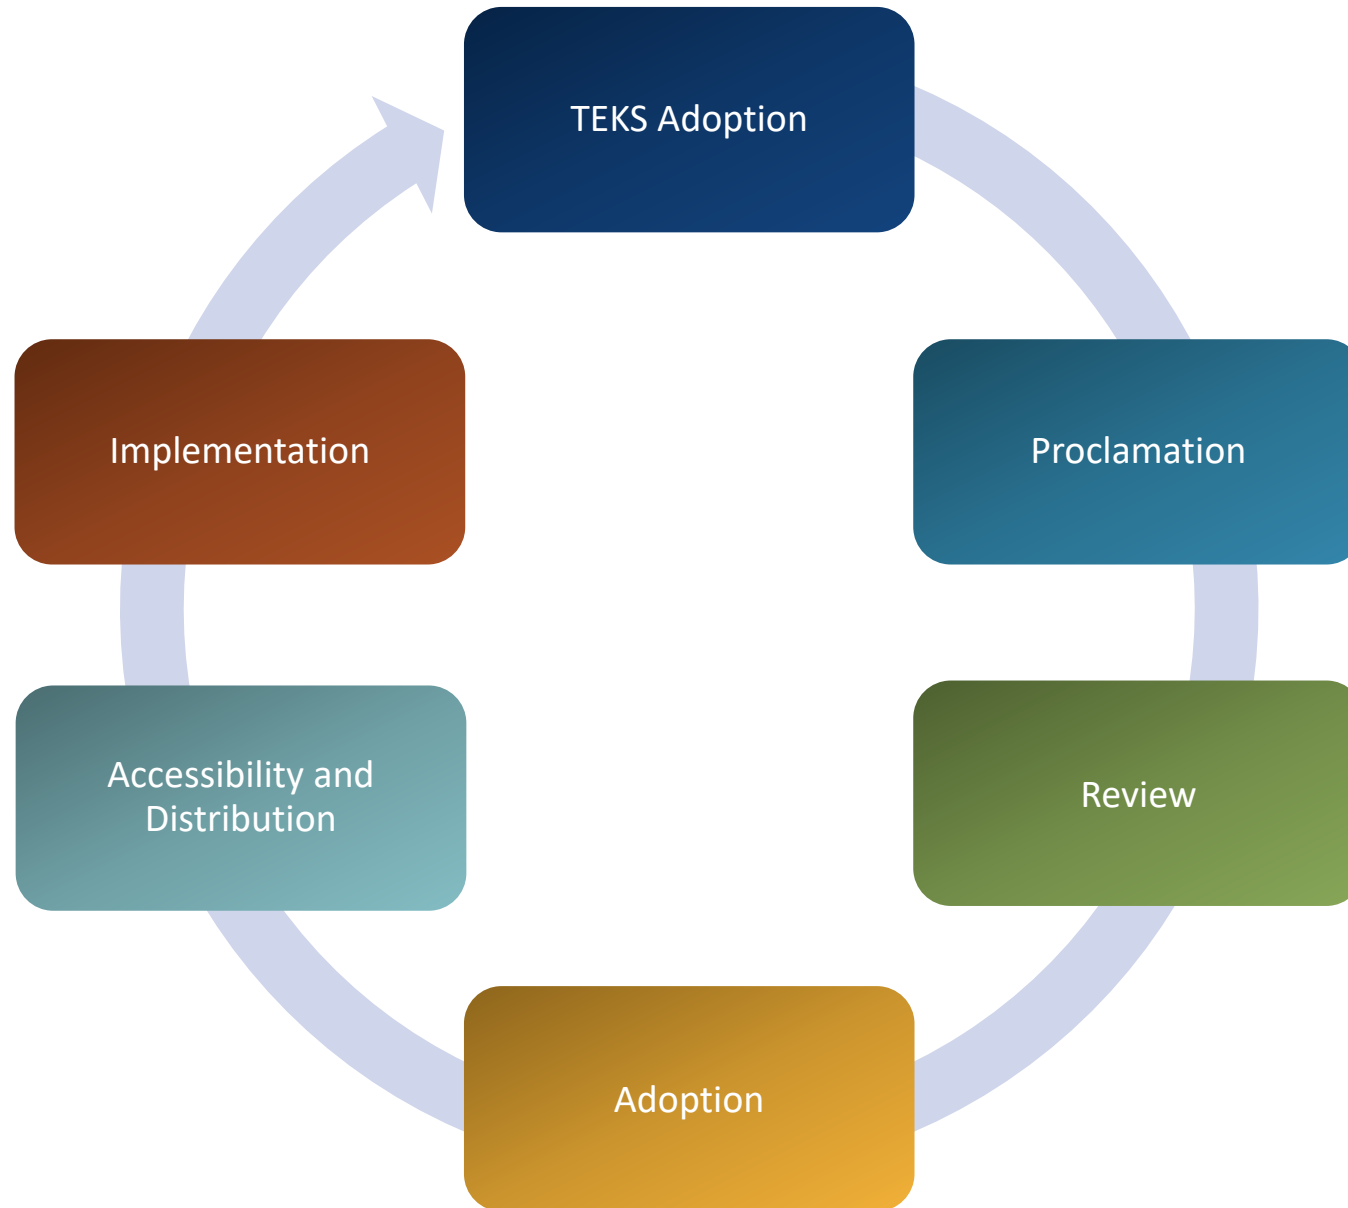 TEKS Adoption
Proclamation
Review
Adoption
Accessibility and
Distribution
Implementation